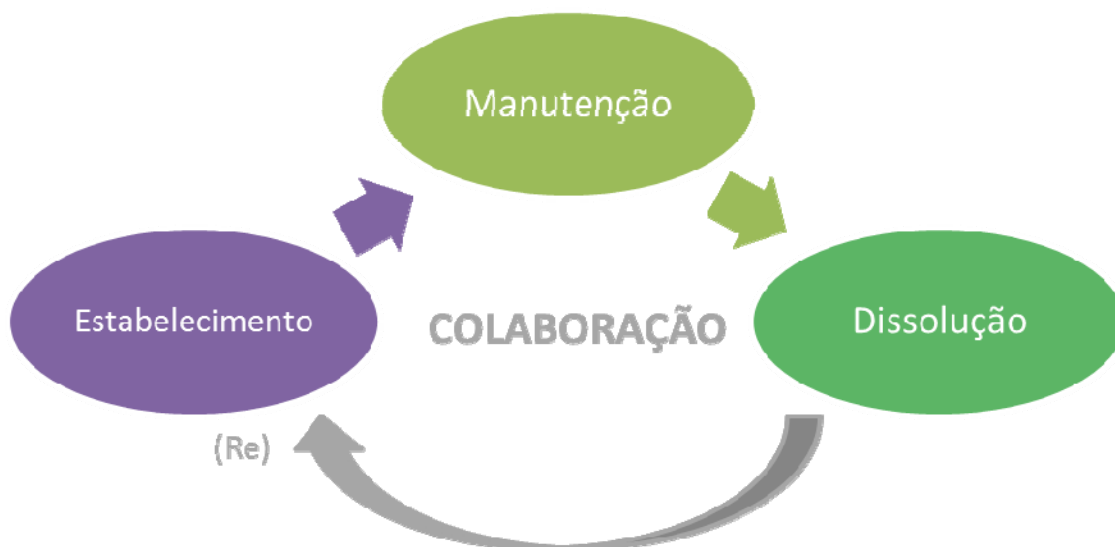 Manutenção
Estabelecimento
COLABORAÇÃO
Dissolução
(Re)